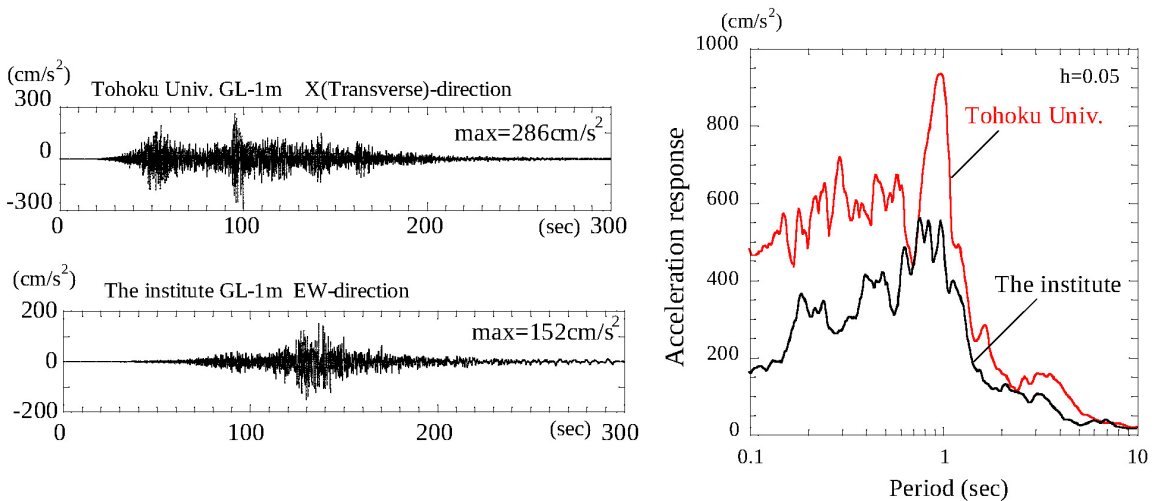 (cm/s²)
Tohoku Univ. GL-1m X(Transverse)-direction
300
max=286cm/s²
0
-300
0 100 200 (sec) 300
(cm/s²)
The institute GL-1m EW-direction
200
max=152cm/s²
0
-200
0 100 200 (sec) 300
(cm/s²)
1000
h=0.05
Tohoku Univ.
800
600
400
The institute
200
0
Acceleration response
0.1 1 10
Period (sec)